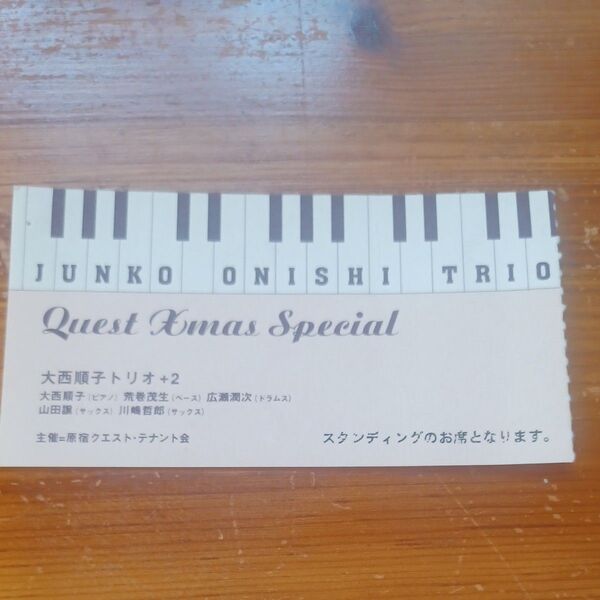 JUNKO ONISHI TRIO
Quest Xmas Special
大西順子トリオ+2
大西順子(ピアノ) 荒巻茂生(ベース) 広瀬潤次(ドラムス)
山田譲(サックス) 川嶋哲郎(サックス)
主催=原宿クエスト・テナント会
スタンディングのお席となります。